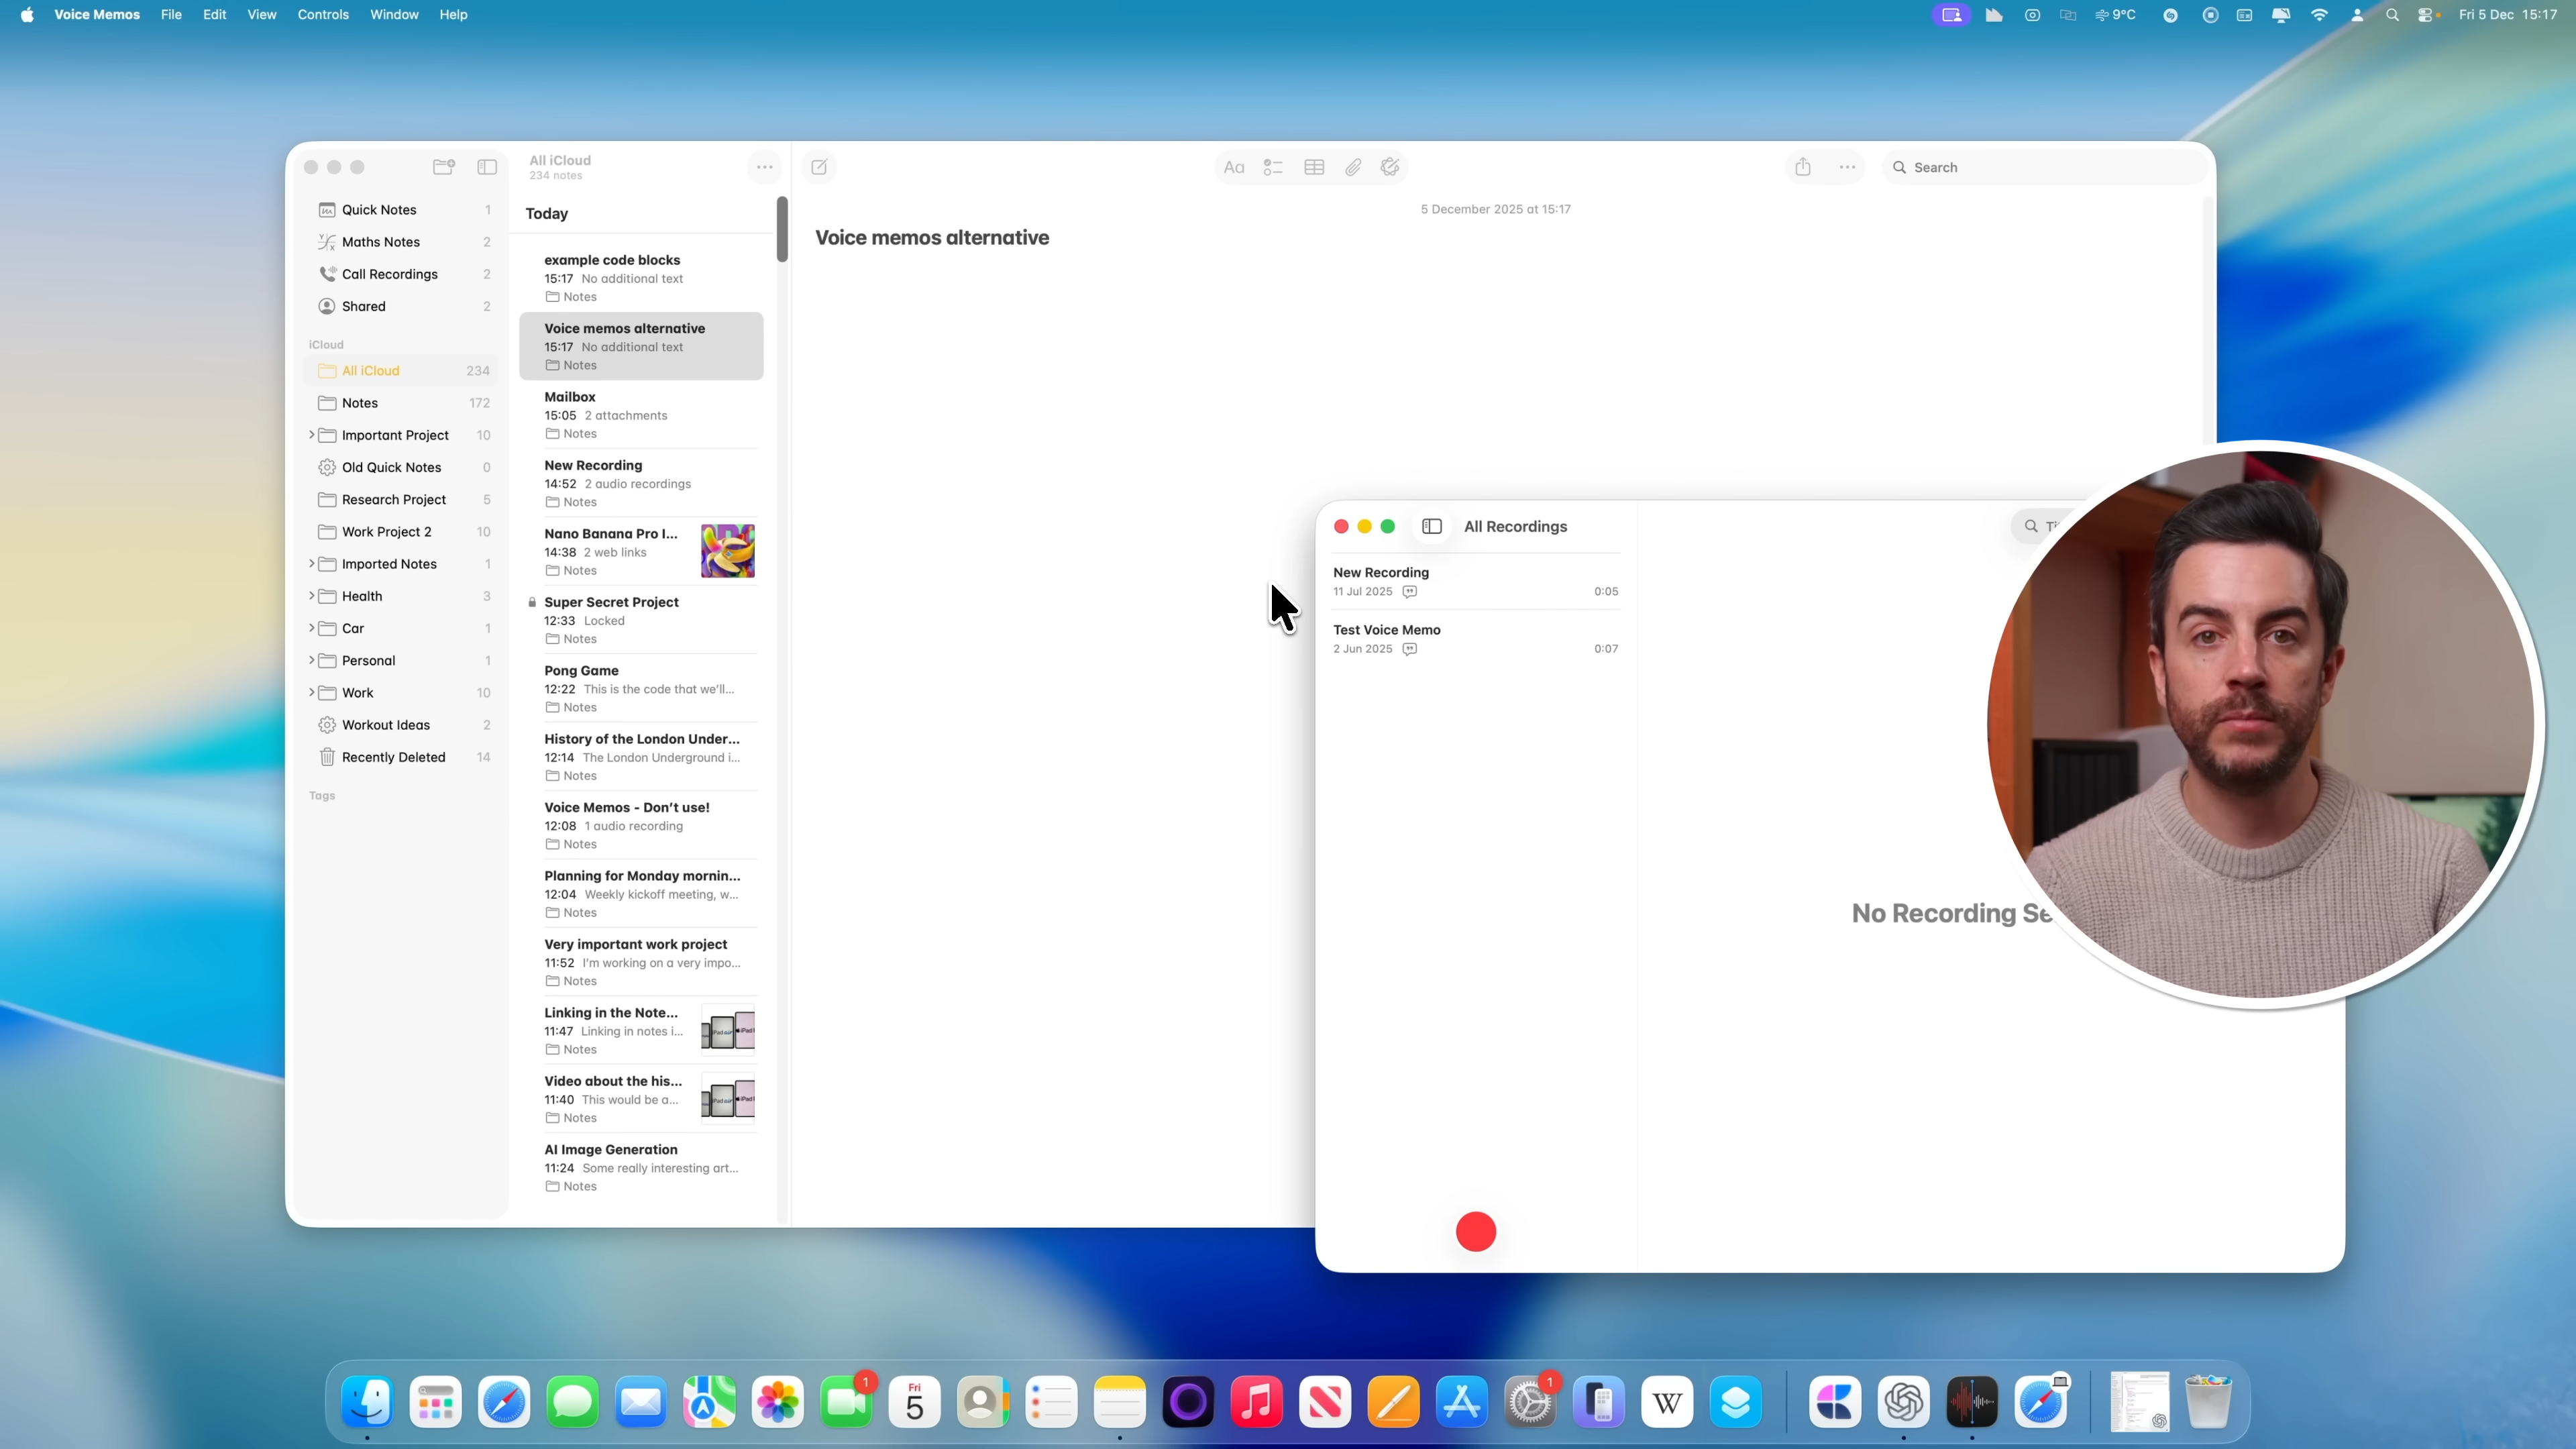 Voice Memos File Edit View Controls Window Help
9°C Fri 5 Dec 15:17
Quick Notes 1
Maths Notes 2
Call Recordings 2
Shared 2
iCloud
All iCloud 234
Notes 172
Important Project 10
Old Quick Notes 0
Research Project 5
Work Project 2 10
Imported Notes 1
Health 3
Car 1
Personal 1
Work 10
Workout Ideas 2
Recently Deleted 14
Tags
All iCloud
234 notes
Today
example code blocks
15:17 No additional text
Notes
Voice memos alternative
15:17 No additional text
Notes
Mailbox
15:05 2 attachments
Notes
New Recording
14:52 2 audio recordings
Notes
Nano Banana Pro I...
14:38 2 web links
Notes
Super Secret Project
12:33 Locked
Notes
Pong Game
12:22 This is the code that we'll...
Notes
History of the London Under...
12:14 The London Underground i...
Notes
Voice Memos - Don't use!
12:08 1 audio recording
Notes
Planning for Monday mornin...
12:04 Weekly kickoff meeting, w...
Notes
Very important work project
11:52 I'm working on a very impo...
Notes
Linking in the Note...
11:47 Linking in notes i...
Notes
Video about the his...
11:40 This would be a...
Notes
AI Image Generation
11:24 Some really interesting art...
Notes
Aa
Search
5 December 2025 at 15:17
Voice memos alternative
All Recordings
New Recording
11 Jul 2025 0:05
Test Voice Memo
2 Jun 2025 0:07
No Recording Se
1
Fri
5
1
W